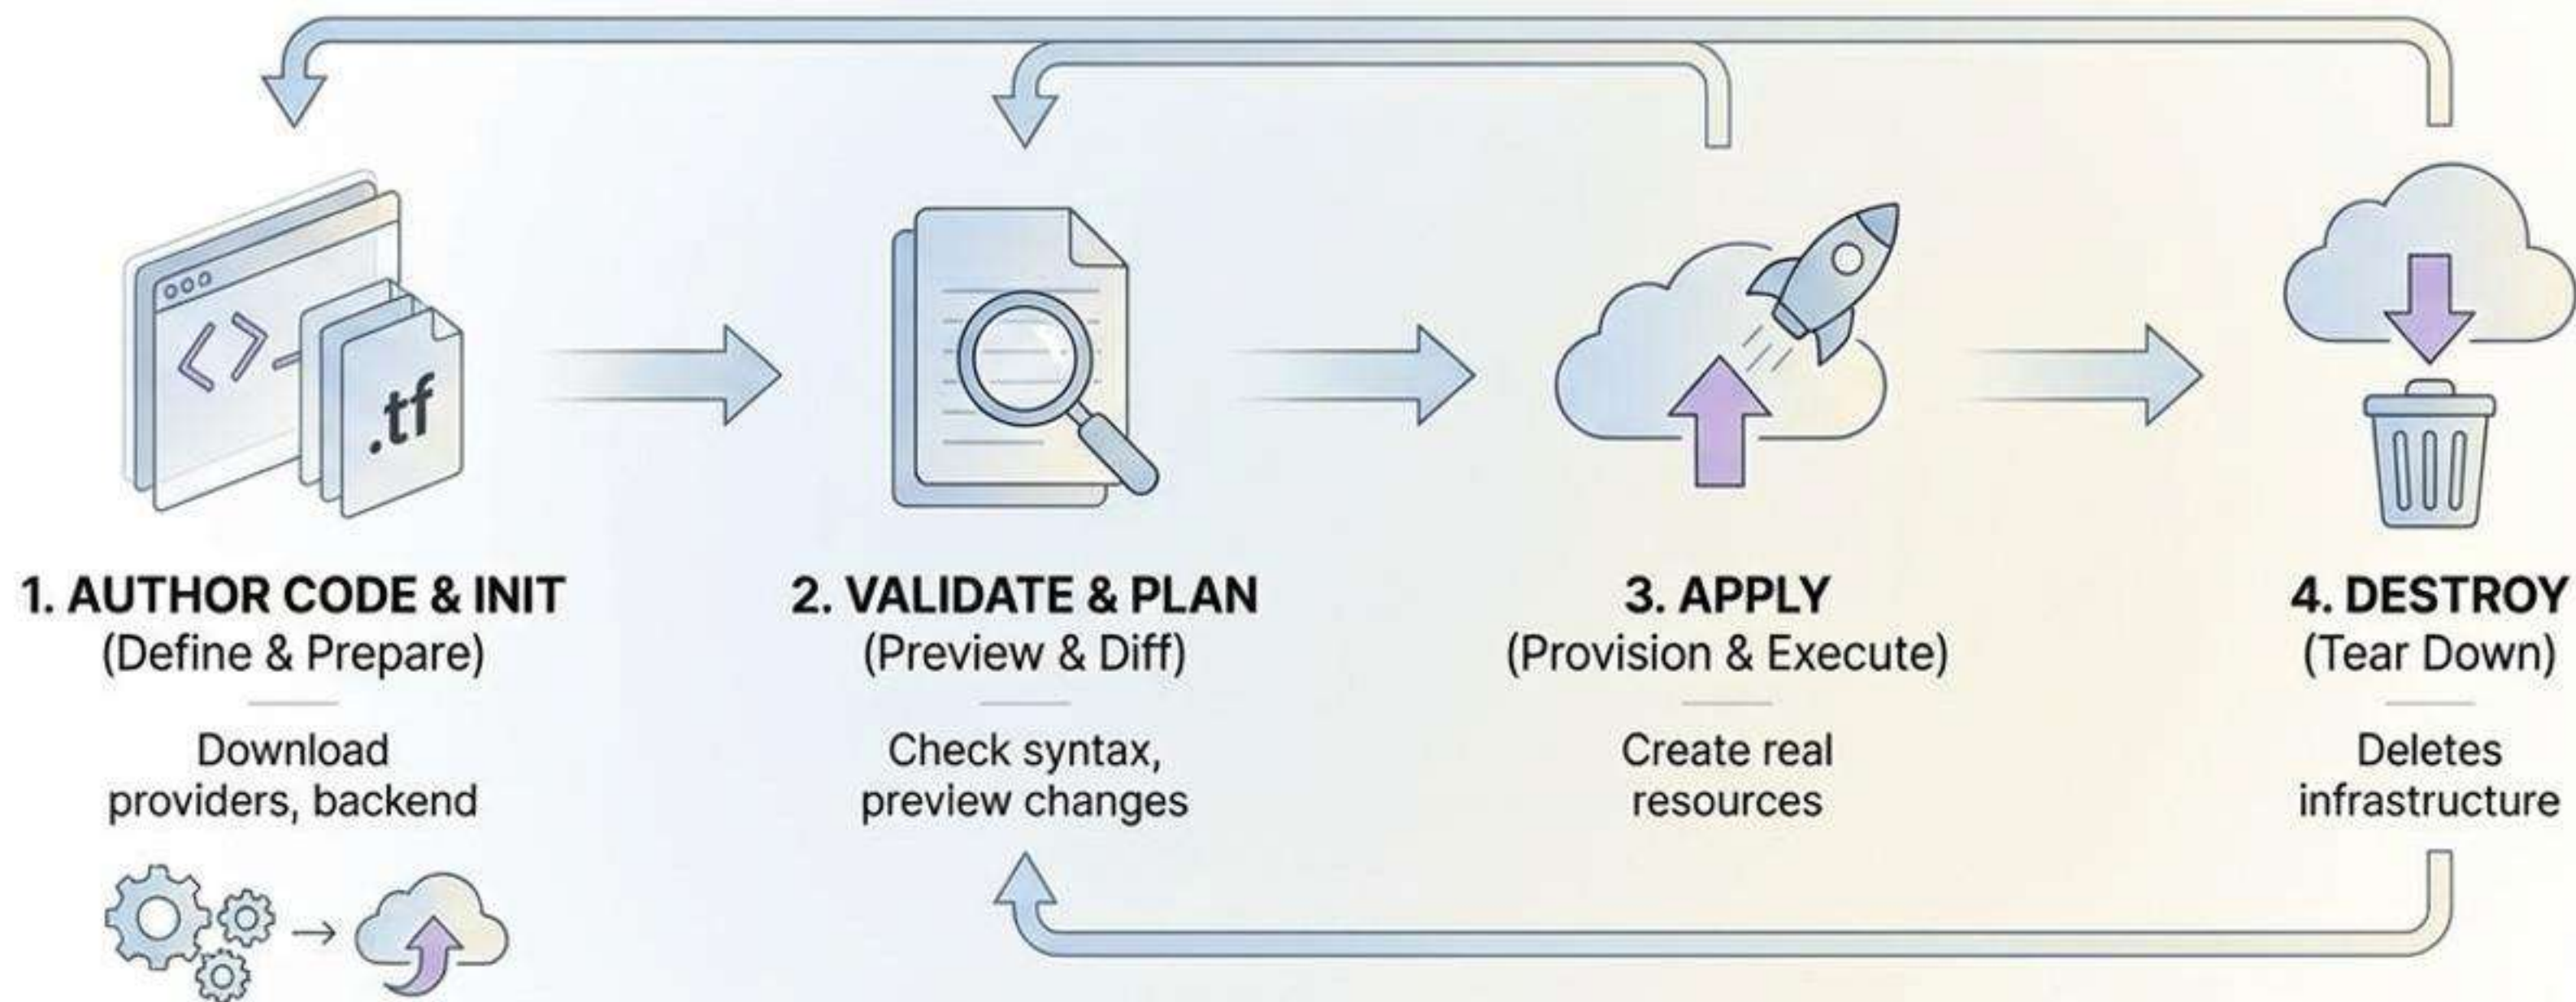 .tf
1. AUTHOR CODE & INIT
(Define & Prepare)
Download
providers, backend
2. VALIDATE & PLAN
(Preview & Diff)
Check syntax,
preview changes
3. APPLY
(Provision & Execute)
Create real
resources
4. DESTROY
(Tear Down)
Deletes
infrastructure